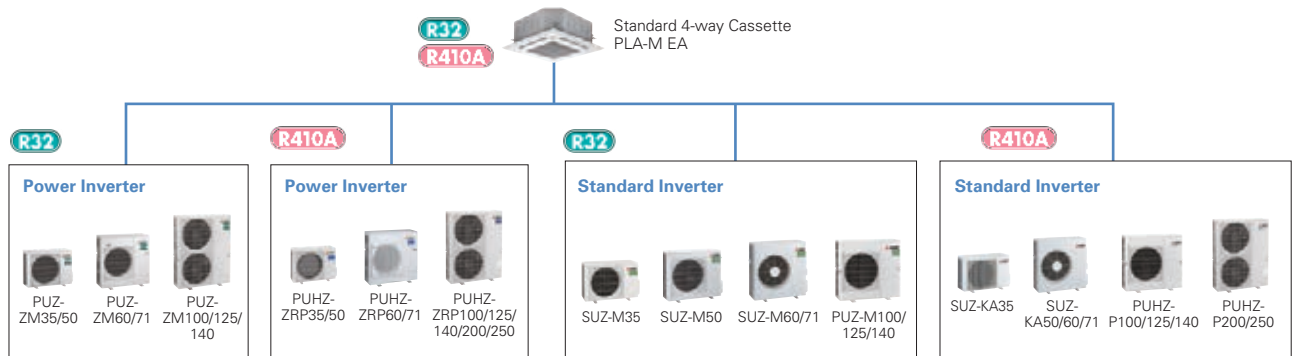 R32
R410A
Standard 4-way Cassette
PLA-M EA
R32
Power Inverter
PUZ-
ZM35/50
PUZ-
ZM60/71
PUZ-
ZM100/125/
140
R410A
Power Inverter
PUHZ-
ZRP35/50
PUHZ-
ZRP60/71
PUHZ-
ZRP100/125/
140/200/250
R32
Standard Inverter
SUZ-M35
SUZ-M50
SUZ-M60/71
PUZ-M100/
125/140
R410A
Standard Inverter
SUZ-KA35
SUZ-
KA50/60/71
PUHZ-
P100/125/140
PUHZ-
P200/250